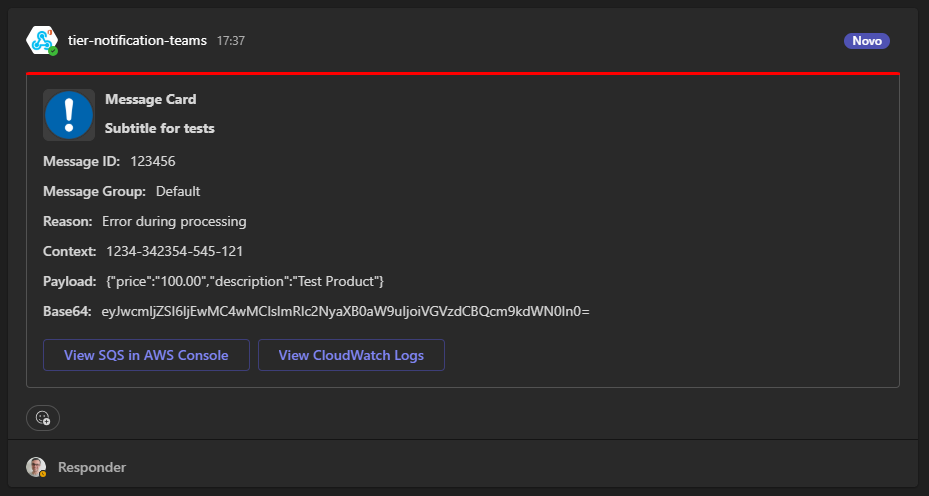 tier-notification-teams 17:37 Novo
Message Card
Subtitle for tests
Message ID: 123456
Message Group: Default
Reason: Error during processing
Context: 1234-342354-545-121
Payload: {"price":"100.00","description":"Test Product"}
Base64: eyJwcmljZSI6IjEwMC4wMCIsImRlc2NyaXB0aW9uIjoiVGVzdCBQcm9kdWN0In0=
View SQS in AWS Console View CloudWatch Logs
Responder